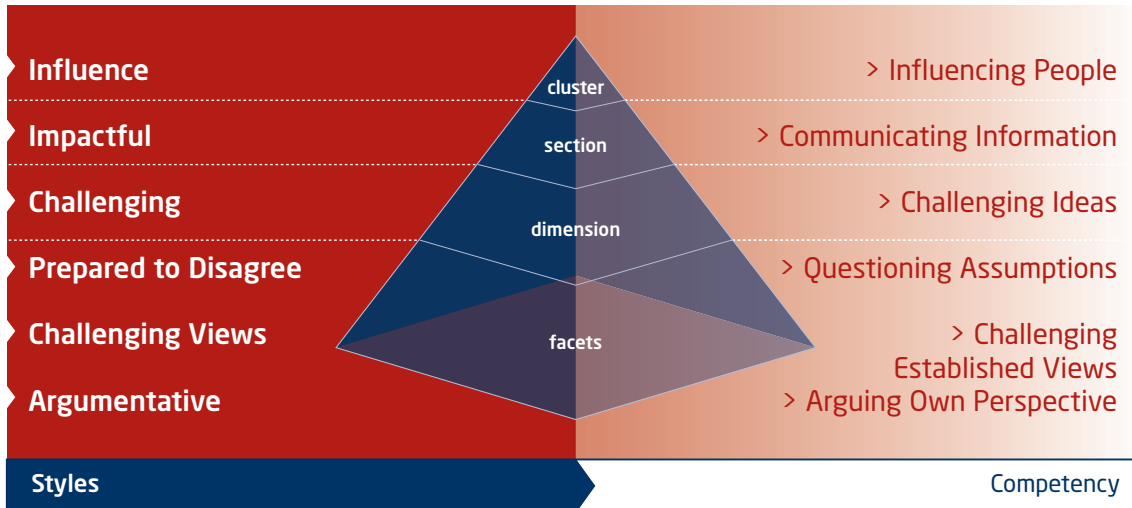 Influence
cluster
> Influencing People
Impactful
section
> Communicating Information
Challenging
dimension
> Challenging Ideas
Prepared to Disagree
> Questioning Assumptions
Challenging Views
facets
> Challenging
Established Views
Argumentative
> Arguing Own Perspective
Styles
Competency